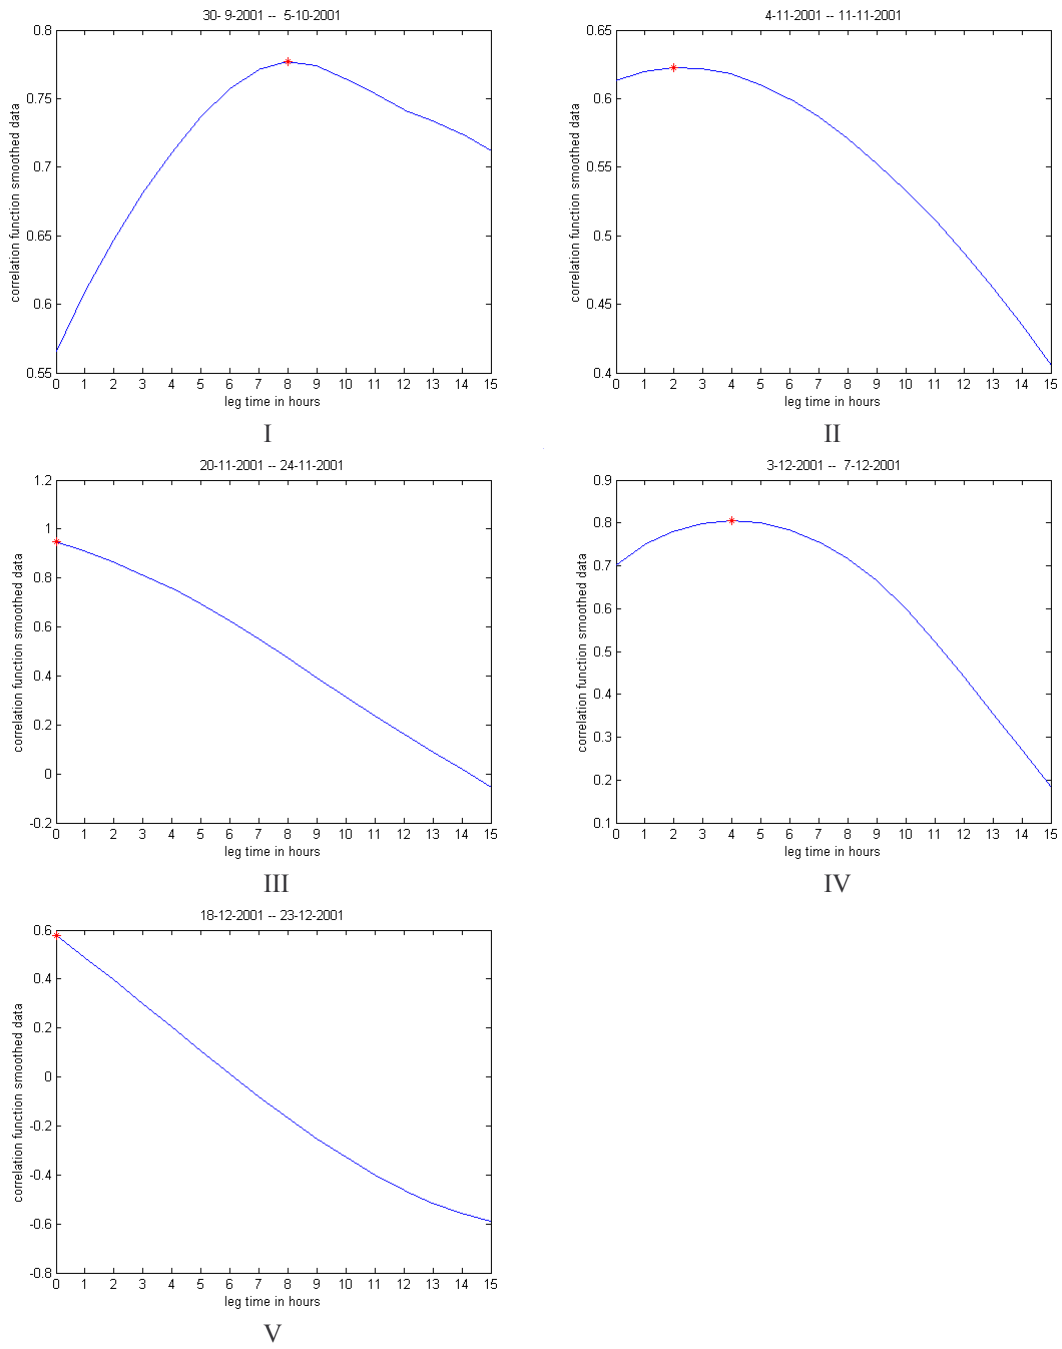 30- 9-2001 -- 5-10-2001
0.8
0.75
0.7
0.65
0.6
0.55
correlation function smoothed data
0 1 2 3 4 5 6 7 8 9 10 11 12 13 14 15
leg time in hours
I
4-11-2001 -- 11-11-2001
0.65
0.6
0.55
0.5
0.45
0.4
correlation function smoothed data
0 1 2 3 4 5 6 7 8 9 10 11 12 13 14 15
leg time in hours
II
20-11-2001 -- 24-11-2001
1.2
1
0.8
0.6
0.4
0.2
0
-0.2
correlation function smoothed data
0 1 2 3 4 5 6 7 8 9 10 11 12 13 14 15
leg time in hours
III
3-12-2001 -- 7-12-2001
0.9
0.8
0.7
0.6
0.5
0.4
0.3
0.2
0.1
correlation function smoothed data
0 1 2 3 4 5 6 7 8 9 10 11 12 13 14 15
leg time in hours
IV
18-12-2001 -- 23-12-2001
0.6
0.4
0.2
0
-0.2
-0.4
-0.6
-0.8
correlation function smoothed data
0 1 2 3 4 5 6 7 8 9 10 11 12 13 14 15
leg time in hours
V